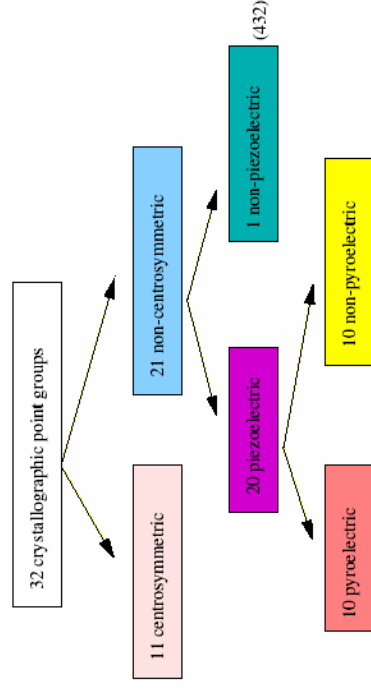 32 crystallographic point groups
11 centrosymmetric
21 non-centrosymmetric
20 piezoelectric
1 non-piezoelectric
(432)
10 pyroelectric
10 non-pyroelectric